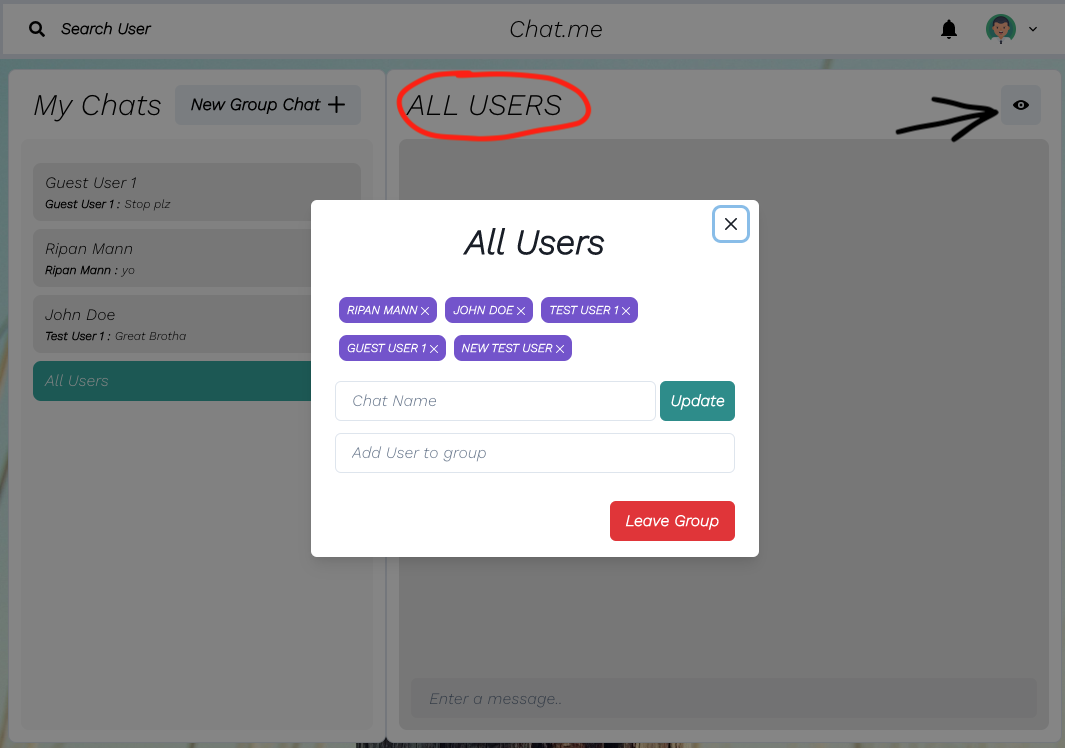 Search User
Chat.me
My Chats
New Group Chat
ALL USERS
Guest User 1
Guest User 1 : Stop plz
Ripan Mann
Ripan Mann : yo
John Doe
Test User 1 : Great Brotha
All Users
All Users
RIPAN MANN JOHN DOE TEST USER 1
GUEST USER 1 NEW TEST USER
Chat Name
Update
Add User to group
Leave Group
Enter a message..